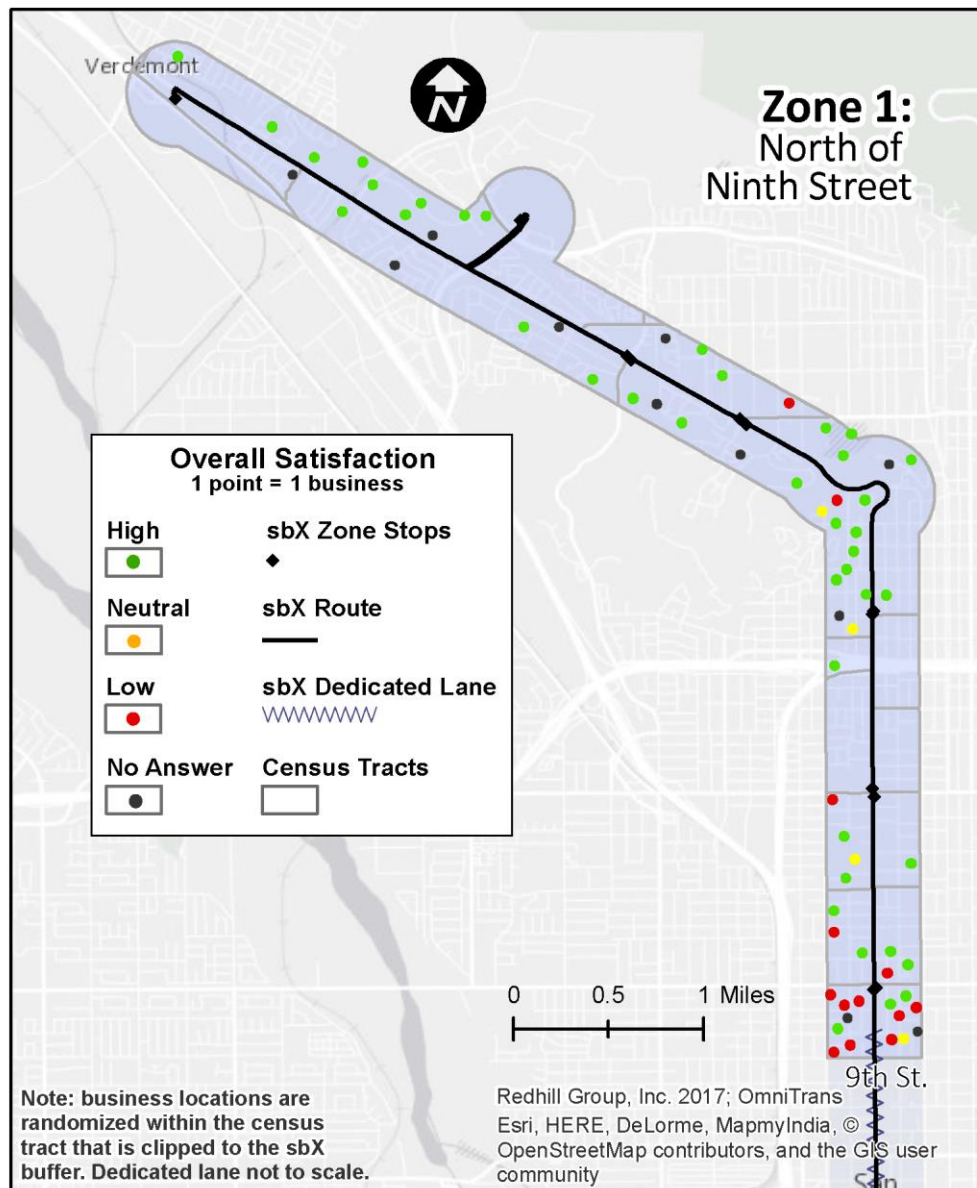 Verdemont
N
Zone 1:
North of
Ninth Street
Overall Satisfaction
1 point = 1 business
High
sbX Zone Stops
Neutral
sbX Route
Low
sbX Dedicated Lane
No Answer
Census Tracts
0 0.5 1 Miles
9th St.
Note: business locations are
randomized within the census
tract that is clipped to the sbX
buffer. Dedicated lane not to scale.
Redhill Group, Inc. 2017; OmniTrans
Esri, HERE, DeLorme, MapmyIndia, ©
OpenStreetMap contributors, and the GIS user
community
San